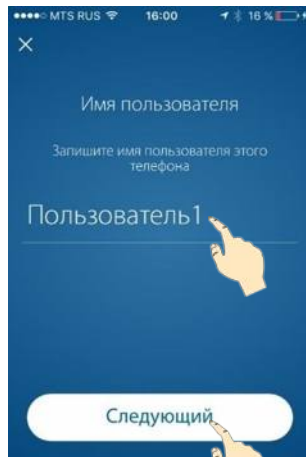 MTS RUS 16:00 16 %
×
Имя пользователя
Запишите имя пользователя этого
телефона
Пользователь1
Следующий